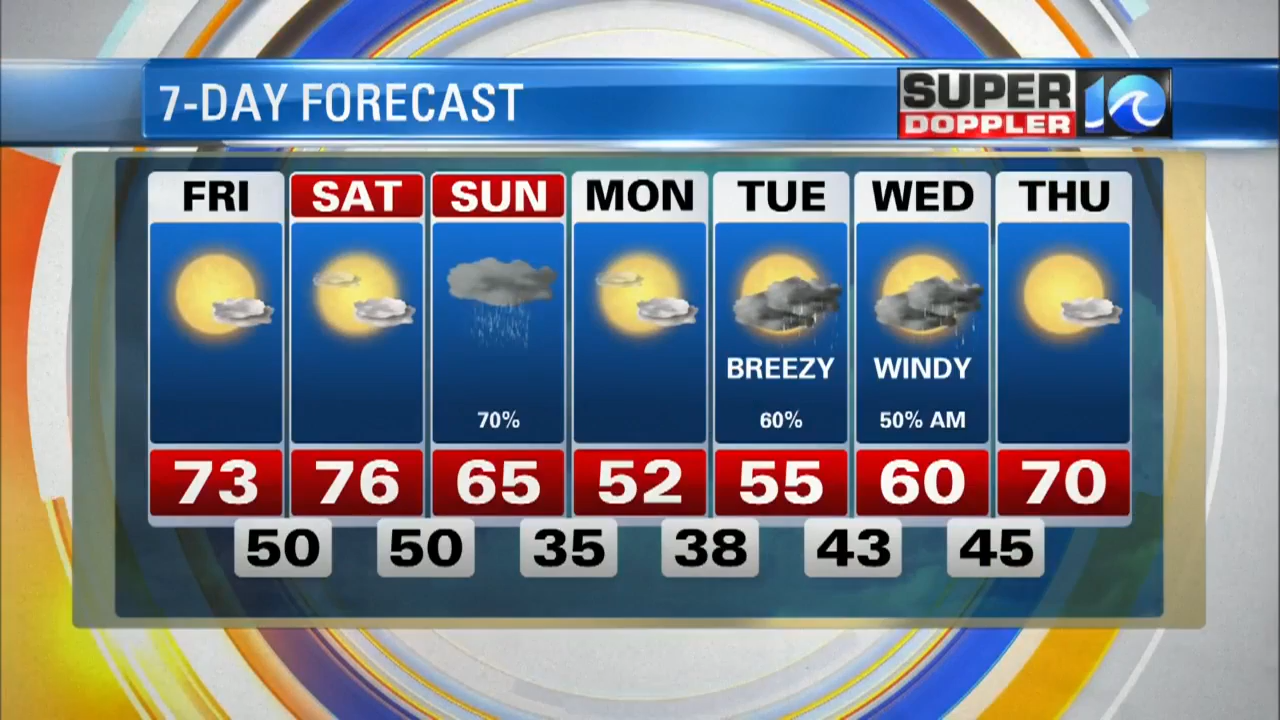 7-DAY FORECAST
SUPER
DOPPLER 10
FRI SAT SUN MON TUE WED THU
BREEZY WINDY
70% 60% 50% AM
73 76 65 52 55 60 70
50 50 35 38 43 45